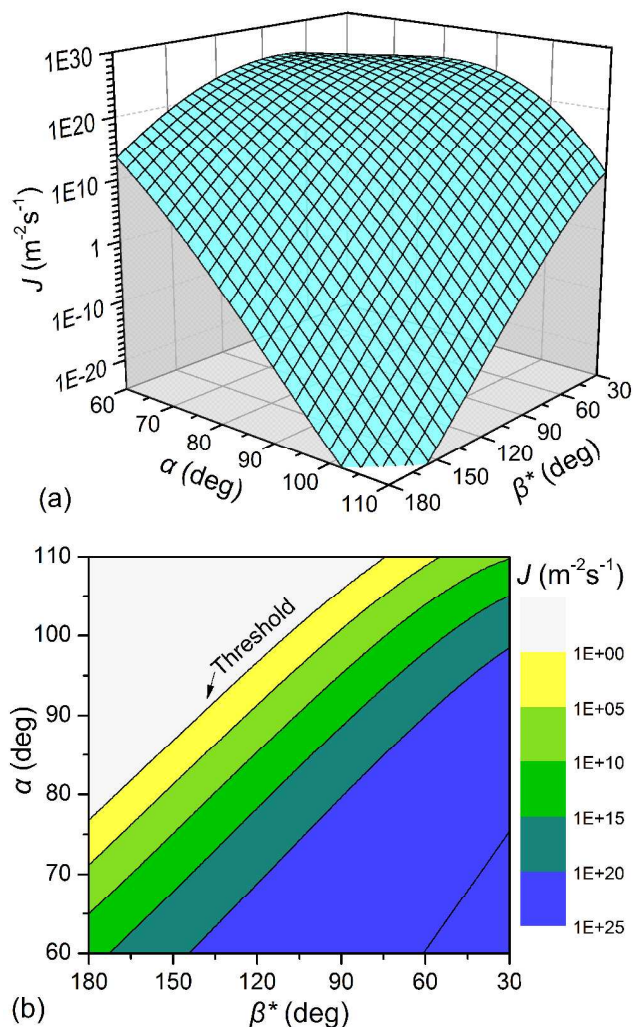 1E30
1E20
1E10
1
1E-10
1E-20
J (m⁻²s⁻¹)
60
70
80
90
100
110
α (deg)
180
150
120
90
60
30
β* (deg)
(a)
110
100
90
80
70
60
α (deg)
Threshold
180
150
120
90
60
30
β* (deg)
(b)
J (m⁻²s⁻¹)
1E+00
1E+05
1E+10
1E+15
1E+20
1E+25